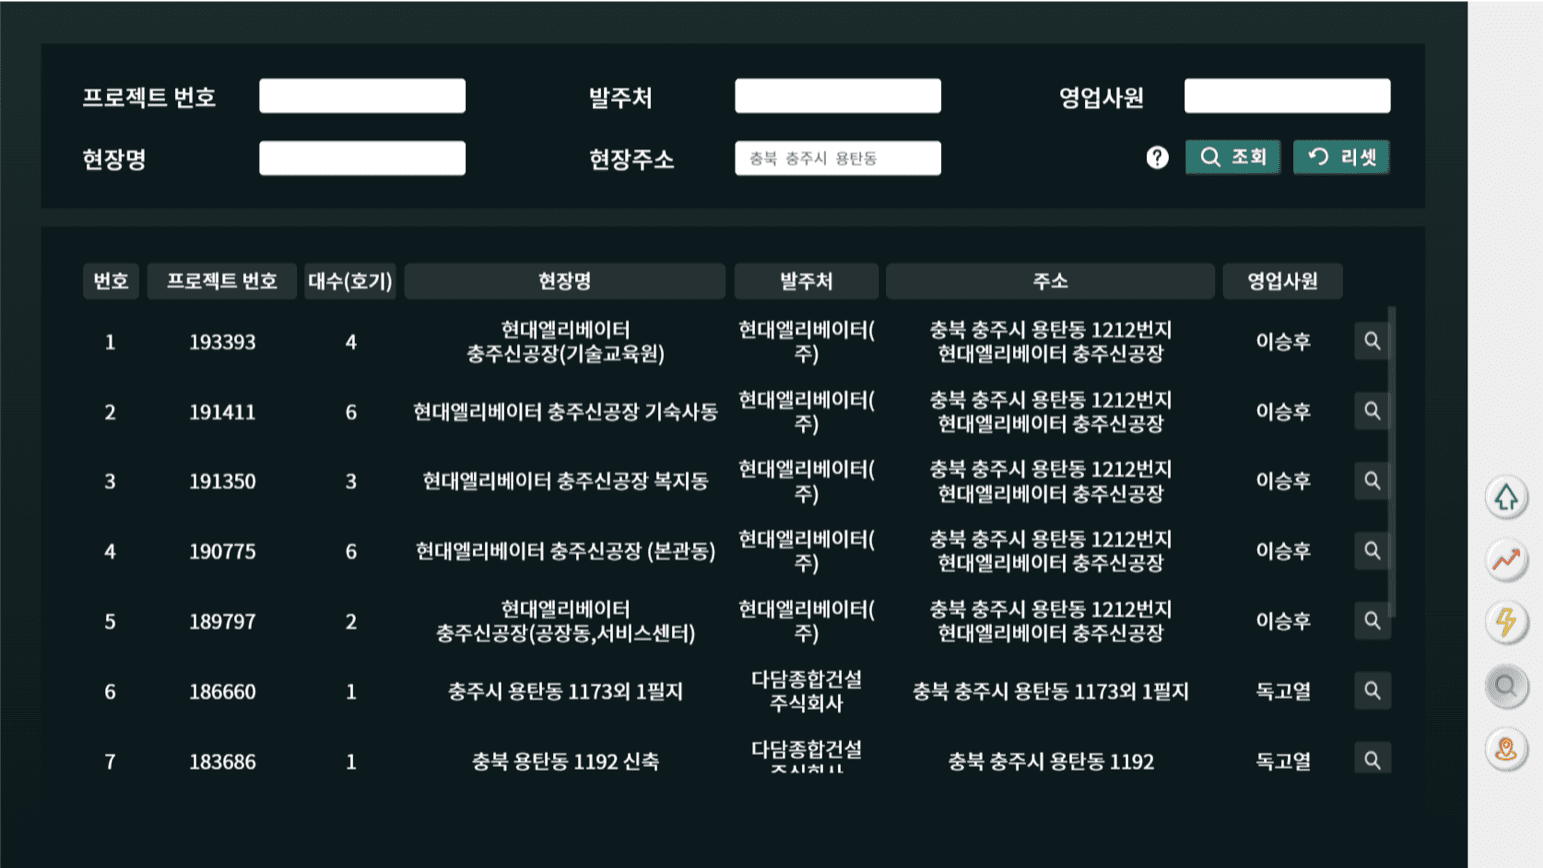 프로젝트 번호 발주처 영업사원
현장명 현장주소 충북 충주시 용탄동 ? 조회 리셋
번호 프로젝트 번호 대수(호기) 현장명 발주처 주소 영업사원
1 193393 4 현대엘리베이터 충주신공장(기술교육원) 현대엘리베이터(주) 충북 충주시 용탄동 1212번지 현대엘리베이터 충주신공장 이승후
2 191411 6 현대엘리베이터 충주신공장 기숙사동 현대엘리베이터(주) 충북 충주시 용탄동 1212번지 현대엘리베이터 충주신공장 이승후
3 191350 3 현대엘리베이터 충주신공장 복지동 현대엘리베이터(주) 충북 충주시 용탄동 1212번지 현대엘리베이터 충주신공장 이승후
4 190775 6 현대엘리베이터 충주신공장 (본관동) 현대엘리베이터(주) 충북 충주시 용탄동 1212번지 현대엘리베이터 충주신공장 이승후
5 189797 2 현대엘리베이터 충주신공장(공장동,서비스센터) 현대엘리베이터(주) 충북 충주시 용탄동 1212번지 현대엘리베이터 충주신공장 이승후
6 186660 1 충주시 용탄동 1173외 1필지 다담종합건설 주식회사 충북 충주시 용탄동 1173외 1필지 독고열
7 183686 1 충북 용탄동 1192 신축 다담종합건설 충북 충주시 용탄동 1192 독고열